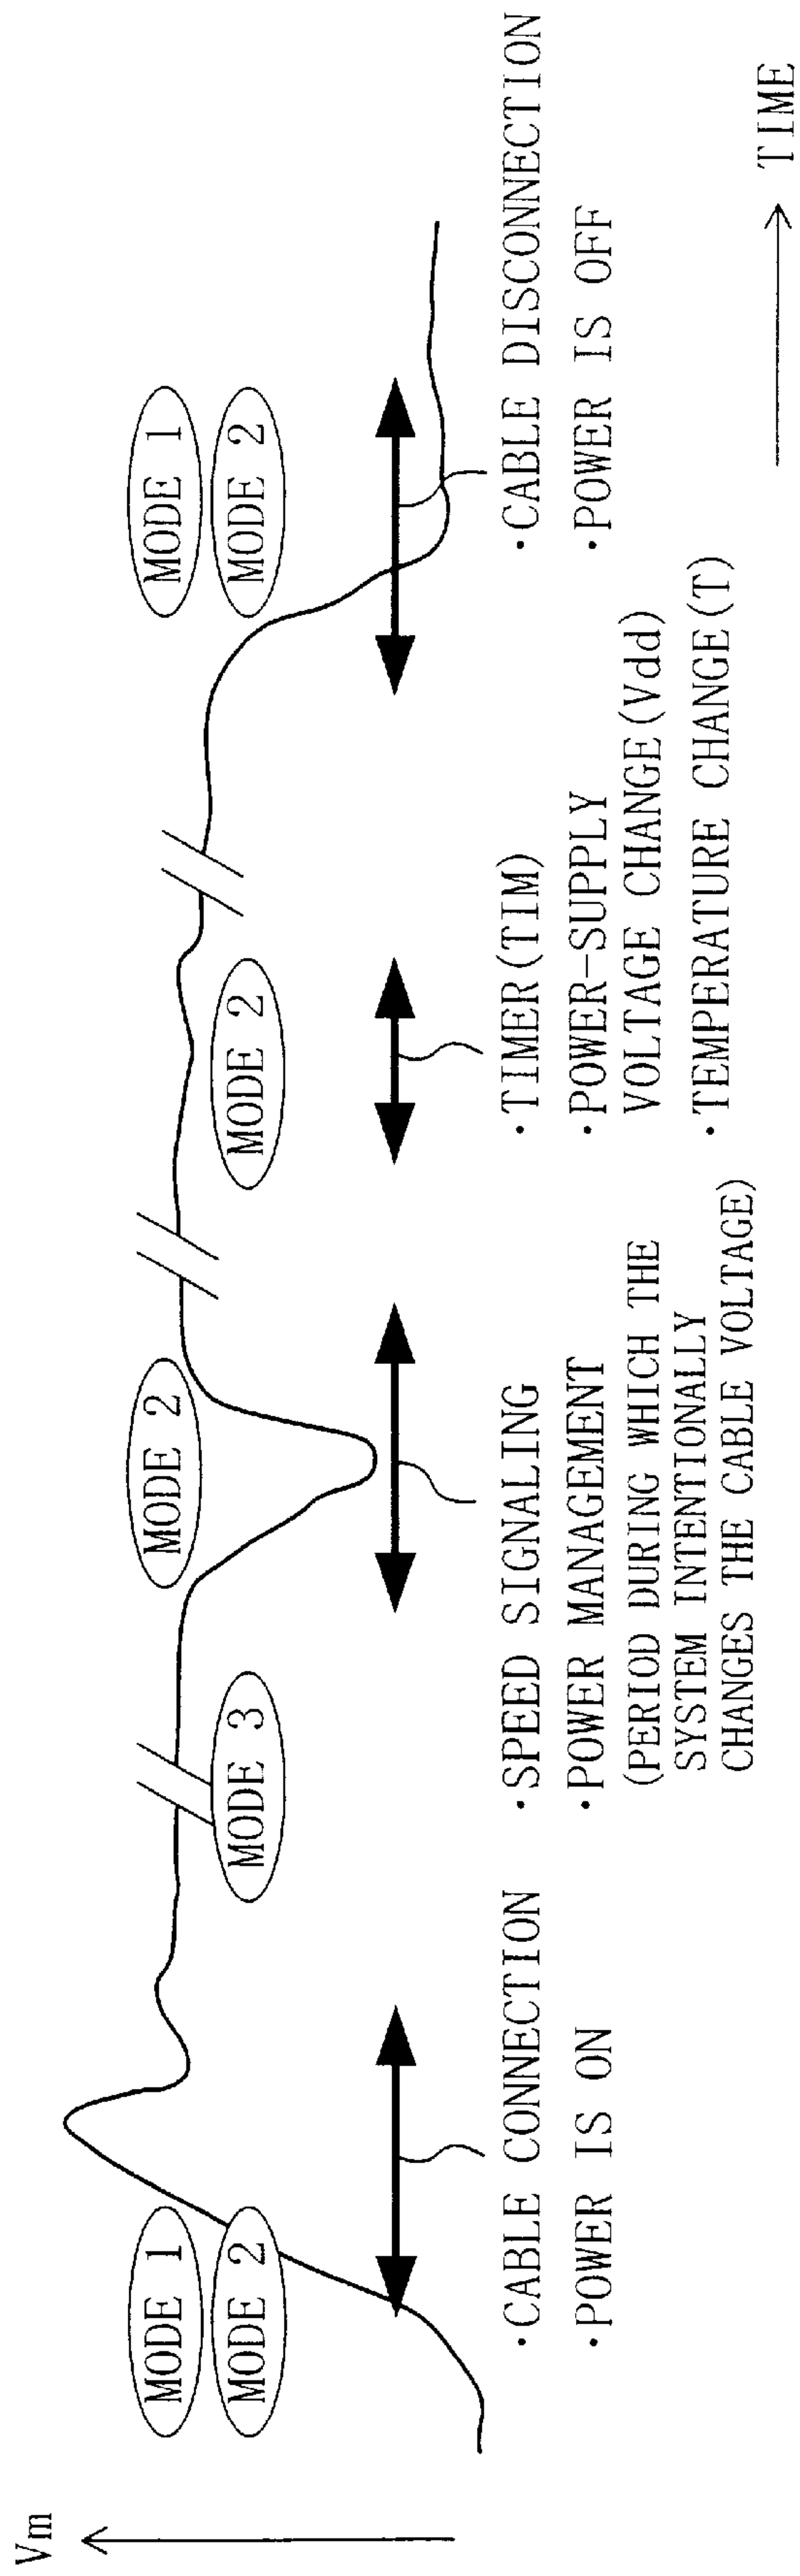 Vm
MODE 1
MODE 2
MODE 3
MODE 2
MODE 2
MODE 1
MODE 2
·CABLE CONNECTION
·POWER IS ON
·SPEED SIGNALING
·POWER MANAGEMENT
(PERIOD DURING WHICH THE
SYSTEM INTENTIONALLY
CHANGES THE CABLE VOLTAGE)
·TIMER(TIM)
·POWER-SUPPLY
VOLTAGE CHANGE(Vdd)
·TEMPERATURE CHANGE(T)
·CABLE DISCONNECTION
·POWER IS OFF
TIME